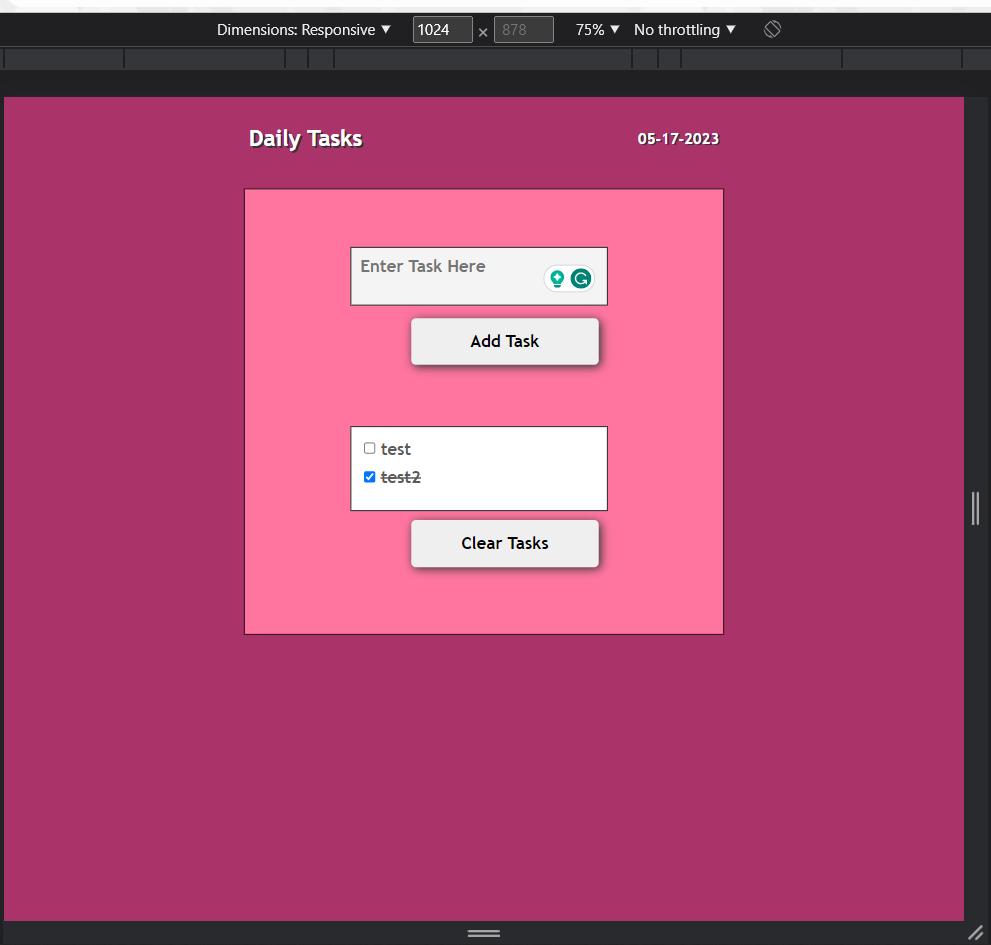 Dimensions: Responsive ▼ 1024 × 878 75% ▼ No throttling ▼
Daily Tasks 05-17-2023
Enter Task Here
Add Task
test
test2
Clear Tasks